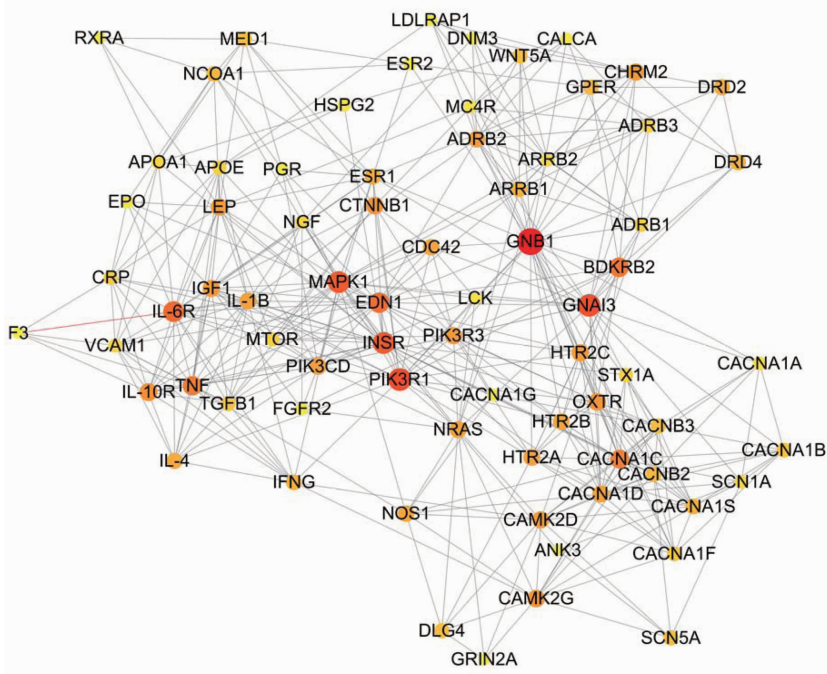 LDLRAP1
RXRA
MED1
DNM3
CALCA
WNT5A
ESR2
NCOA1
CHRM2
GPER
DRD2
HSPG2
MC4R
ADRB3
ADRB2
APOA1
APOE
PGR
ARRB2
DRD4
ESR1
ARRB1
EPO
LEP
CTNNB1
NGF
ADRB1
GNB1
CDC42
BDKRB2
CRP
MAPK1
IGF1
IL-1B
EDN1
LCK
GNAI3
IL-6R
F3
VCAM1
MTOR
INSR
PIK3R3
HTR2C
CACNA1A
PIK3CD
STX1A
PIK3R1
IL-10R
TNF
TGFB1
CACNA1G
OXTR
FGFR2
HTR2B
CACNB3
NRAS
CACNA1B
IL-4
HTR2A
CACNA1C
CACNB2
SCN1A
IFNG
CACNA1D
CACNA1S
NOS1
CAMK2D
ANK3
CACNA1F
CAMK2G
DLG4
SCN5A
GRIN2A